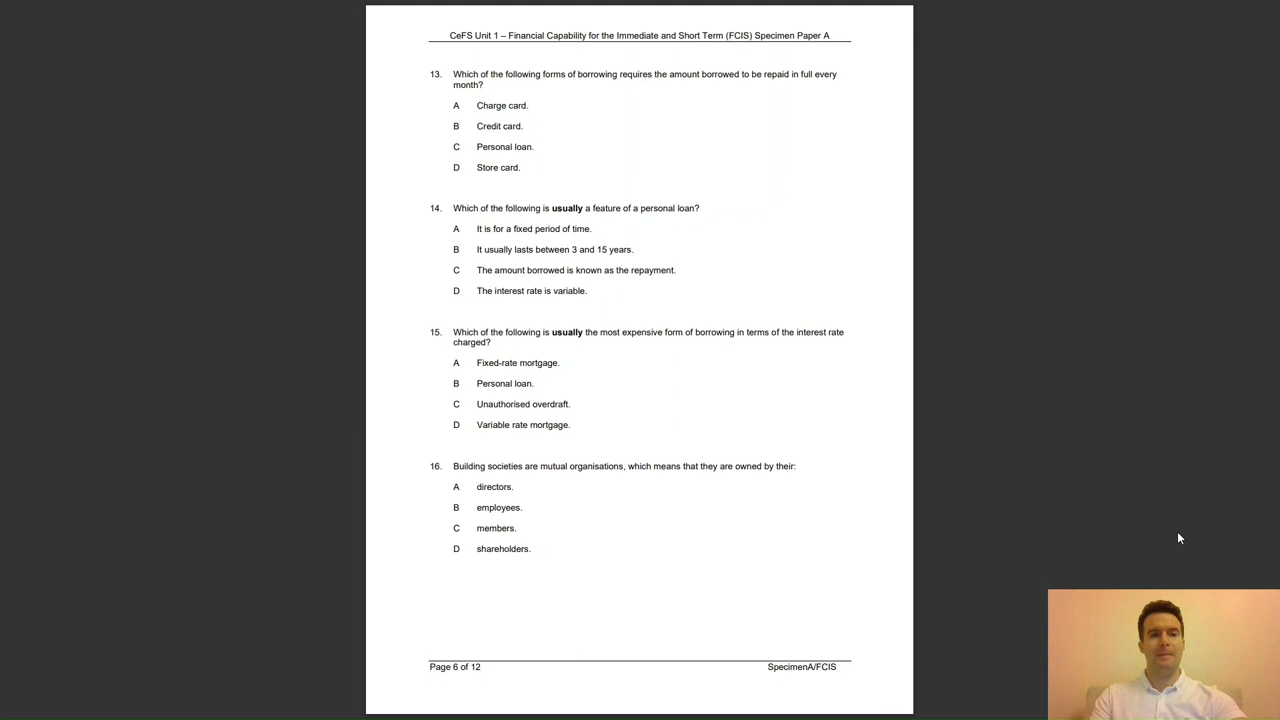 CeFS Unit 1 – Financial Capability for the Immediate and Short Term (FCIS) Specimen Paper A
13. Which of the following forms of borrowing requires the amount borrowed to be repaid in full every
month?
A Charge card.
B Credit card.
C Personal loan.
D Store card.
14. Which of the following is usually a feature of a personal loan?
A It is for a fixed period of time.
B It usually lasts between 3 and 15 years.
C The amount borrowed is known as the repayment.
D The interest rate is variable.
15. Which of the following is usually the most expensive form of borrowing in terms of the interest rate
charged?
A Fixed-rate mortgage.
B Personal loan.
C Unauthorised overdraft.
D Variable rate mortgage.
16. Building societies are mutual organisations, which means that they are owned by their:
A directors.
B employees.
C members.
D shareholders.
Page 6 of 12 SpecimenA/FCIS